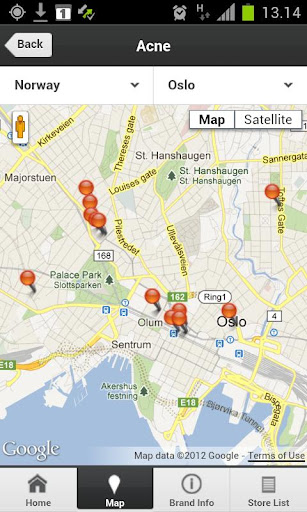 1
13.14
Back
Acne
Norway
Oslo
Map
Satellite
Kirkeveien
Majorstuen
Kirkeveien
Thereses gate
St. Hanshaugen
St. Hanshaugen
Sannergata
Louises gate
Toftes Gate
Pilestredet
Ullevålsveien
168
Palace Park
Slottsparken
162
Ring1
4
Olum
Oslo
Sentrum
E18
Akershus
festning
E18
Bjørvika Tunnel
Google
Map data ©2012 Google -
Terms of Use
Home
Map
Brand Info
Store List